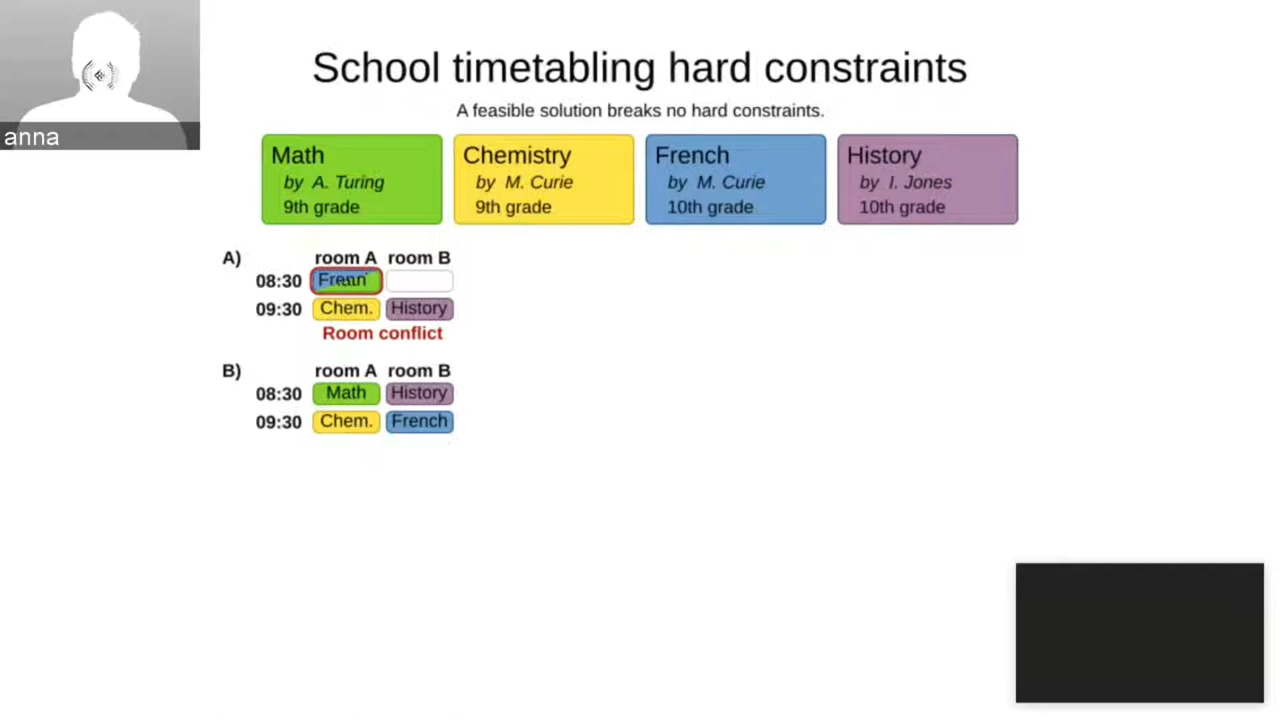 anna
School timetabling hard constraints
A feasible solution breaks no hard constraints.
Math
by A. Turing
9th grade
Chemistry
by M. Curie
9th grade
French
by M. Curie
10th grade
History
by I. Jones
10th grade
A)
room A room B
08:30
09:30 Chem. History
Room conflict
B)
room A room B
08:30 Math History
09:30 Chem. French